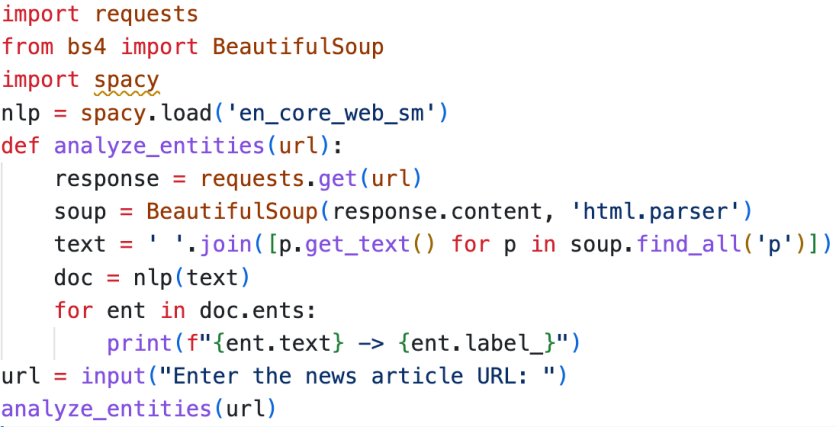 import requests
from bs4 import BeautifulSoup
import spacy
nlp = spacy.load('en_core_web_sm')
def analyze_entities(url):
    response = requests.get(url)
    soup = BeautifulSoup(response.content, 'html.parser')
    text = ' '.join([p.get_text() for p in soup.find_all('p')])
    doc = nlp(text)
    for ent in doc.ents:
        print(f"{ent.text} -> {ent.label_}")
url = input("Enter the news article URL: ")
analyze_entities(url)